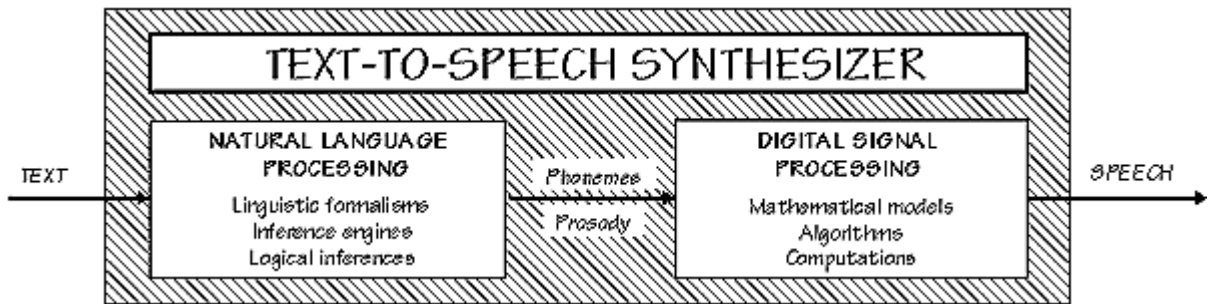 TEXT-TO-SPEECH SYNTHESIZER
TEXT
NATURAL LANGUAGE
PROCESSING
Linguistic formalisms
Inference engines
Logical inferences
Phonemes
Prosody
DIGITAL SIGNAL
PROCESSING
Mathematical models
Algorithms
Computations
SPEECH